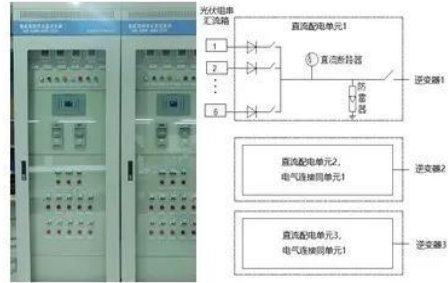 光伏组串
汇流箱
直流配电单元1
1
2
6
直流断路器
防雷器
逆变器1
直流配电单元2,
电气连接同单元1
逆变器2
直流配电单元3,
电气连接同单元1
逆变器3